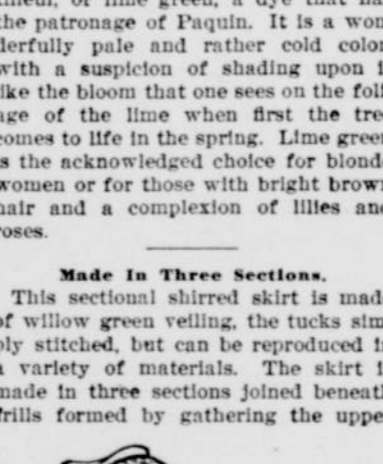 the patronage of Paquin. It is a won
derfully pale and rather cold color
with a suspicion of shading upon i
like the bloom that one sees on the foli
age of the lime when first the tree
comes to life in the spring. Lime green
is the acknowledged choice for blonde
women or for those with bright brown
hair and a complexion of lilies and
roses.
Made In Three Sections.
This sectional shirred skirt is made
of willow green veiling, the tucks sim
ply stitched, but can be reproduced i
a variety of materials. The skirt i
made in three sections joined beneath
frills formed by gathering the uppe